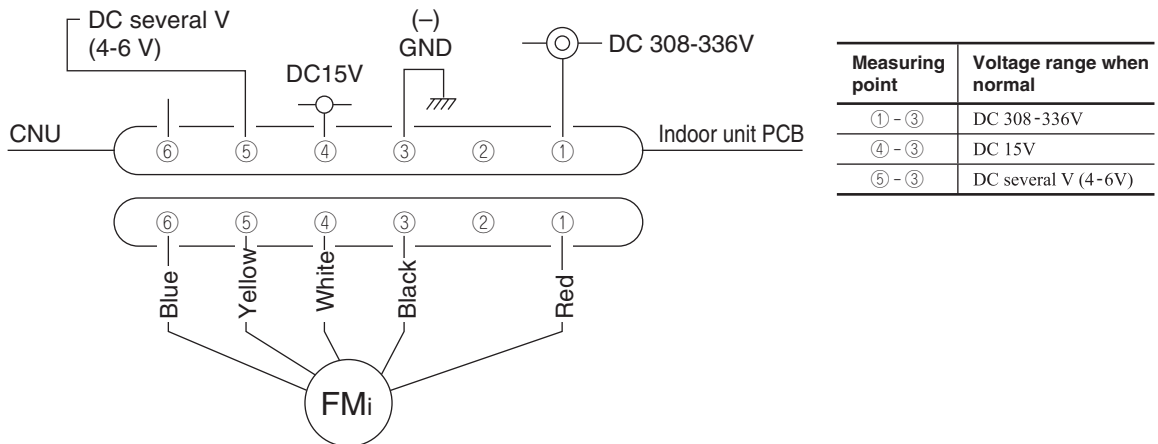 DC several V
(4-6 V)
(–)
GND
DC15V
DC 308-336V
CNU
⑥ ⑤ ④ ③ ② ①
Indoor unit PCB
⑥ ⑤ ④ ③ ② ①
Blue
Yellow
White
Black
Red
FMi
Measuring point | Voltage range when normal
①-③ | DC 308-336V
④-③ | DC 15V
⑤-③ | DC several V (4-6V)